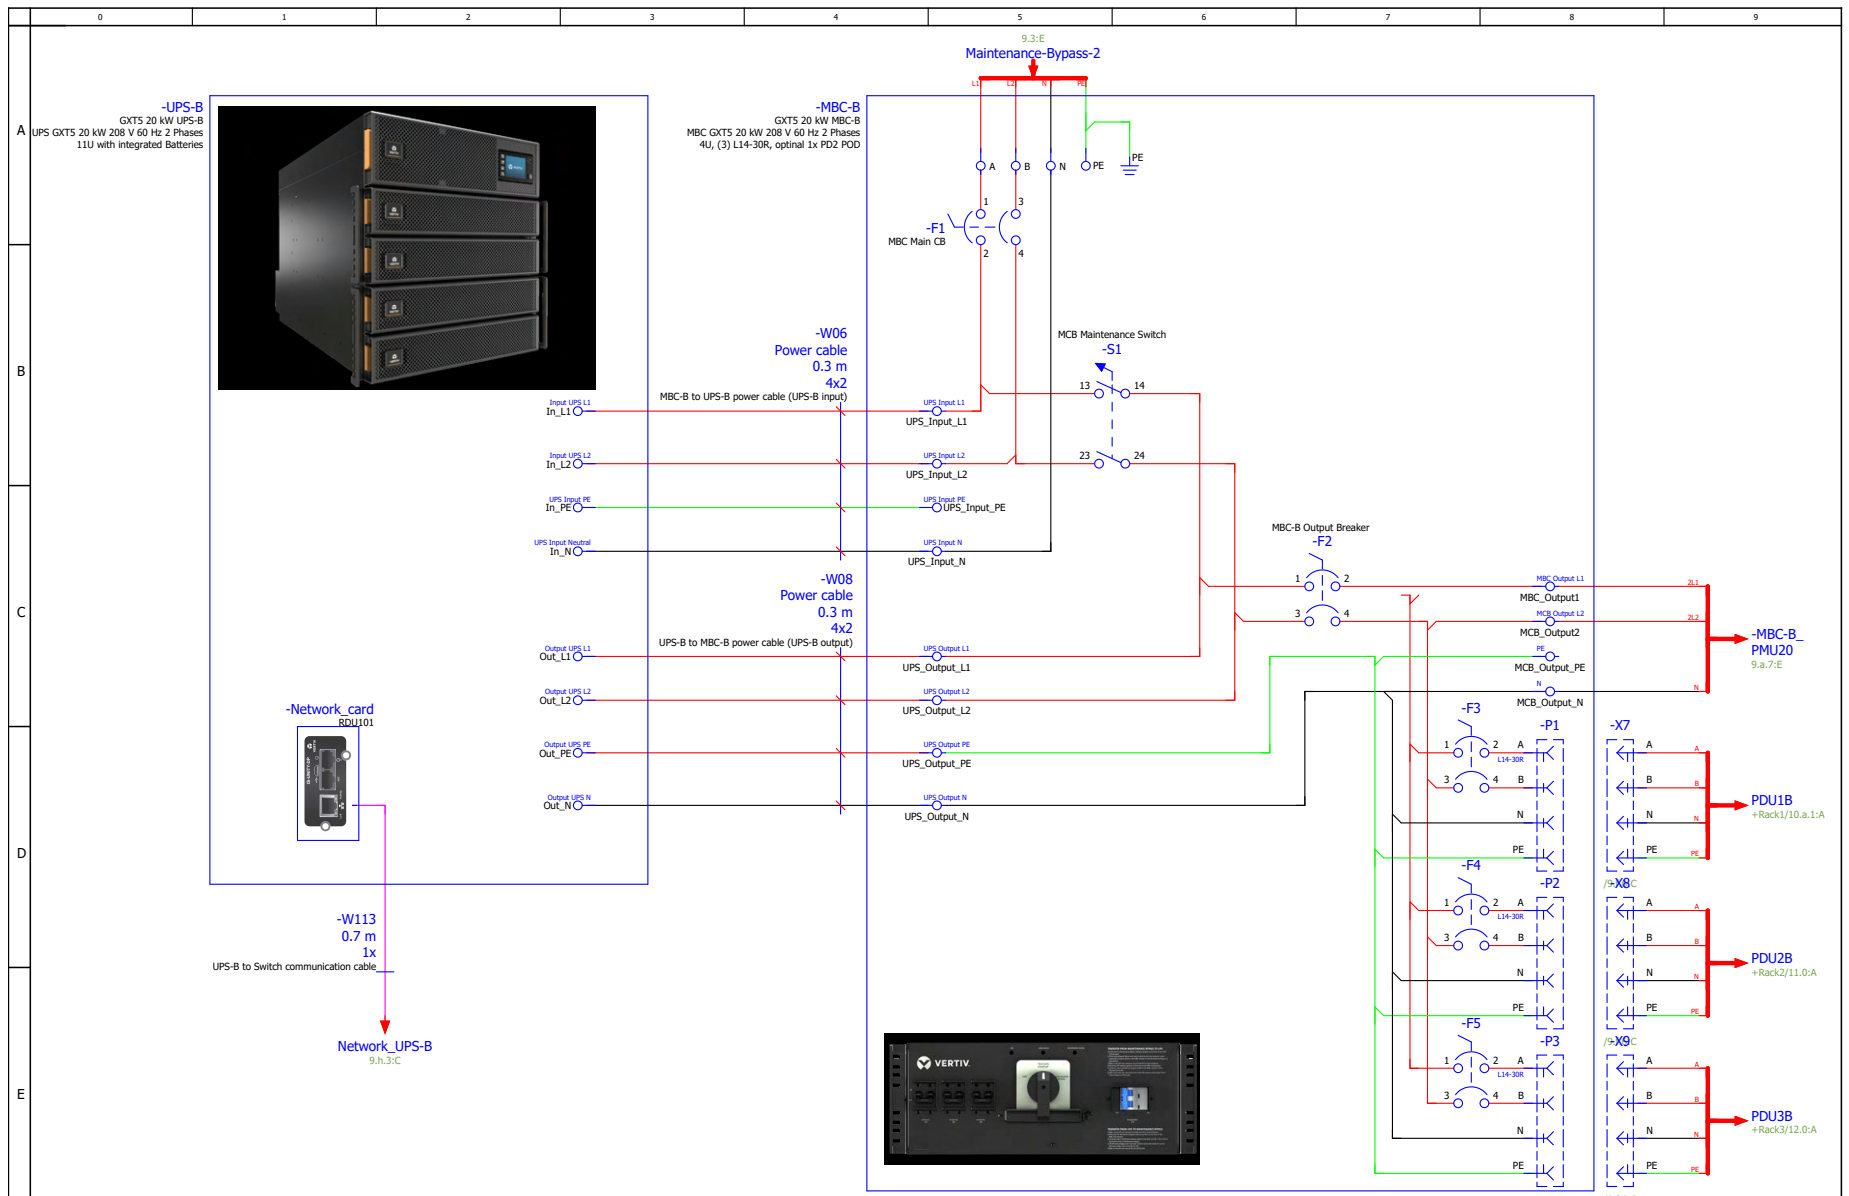 0 1 2 3 4 5 6 7 8 9
A
B
C
D
E
9.3:E
Maintenance-Bypass-2
L1 L2 N PE
-UPS-B
GXT5 20 kW UPS-B
UPS GXT5 20 kW 208 V 60 Hz 2 Phases
11U with integrated Batteries
-MBC-B
GXT5 20 kW MBC-B
MBC GXT5 20 kW 208 V 60 Hz 2 Phases
4U, (3) L14-30R, optinal 1x PD2 POD
A B N PE PE
1 3
-F1
MBC Main CB
2 4
-W06
Power cable
0.3 m
4x2
MBC-B to UPS-B power cable (UPS-B input)
MCB Maintenance Switch
-S1
13 14
23 24
Input UPS L1
In_L1
UPS Input L1
UPS_Input_L1
Input UPS L2
In_L2
UPS Input L2
UPS_Input_L2
UPS Input PE
In_PE
UPS Input PE
UPS_Input_PE
UPS Input Neutral
In_N
UPS Input N
UPS_Input_N
MBC-B Output Breaker
-F2
1 2
3 4
-W08
Power cable
0.3 m
4x2
UPS-B to MBC-B power cable (UPS-B output)
Output UPS L1
Out_L1
UPS Output L1
UPS_Output_L1
Output UPS L2
Out_L2
UPS Output L2
UPS_Output_L2
Output UPS PE
Out_PE
UPS Output PE
UPS_Output_PE
Output UPS N
Out_N
UPS Output N
UPS_Output_N
MBC Output L1
MBC_Output1
2L1
MCB Output L2
MCB_Output2
2L2
PE
MCB_Output_PE
N
MCB_Output_N
N
-MBC-B_
PMU20
9.a.7:E
-Network_card
RDU101
-W113
0.7 m
1x
UPS-B to Switch communication cable
Network_UPS-B
9.h.3:C
-F3 -P1 -X7
1 2 A A A
L14-30R
3 4 B B B
N N N
PE PE PE
PDU1B
+Rack1/10.a.1:A
-F4 -P2 -X8
1 2 A A A
L14-30R
3 4 B B B
N N N
PE PE PE
PDU2B
+Rack2/11.0:A
-F5 -P3 -X9
1 2 A A A
L14-30R
3 4 B B B
N N N
PE PE PE
PDU3B
+Rack3/12.0:A
VERTIV